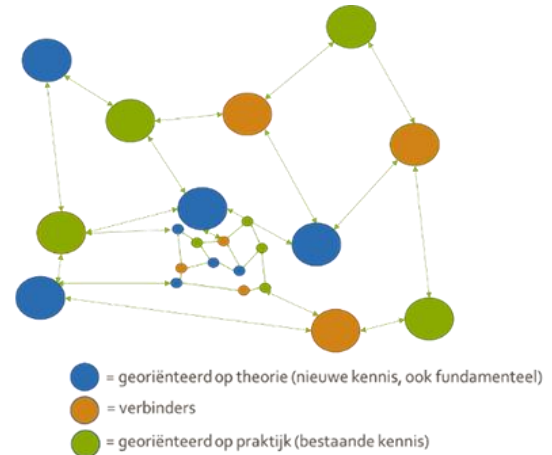 = georiënteerd op theorie (nieuwe kennis, ook fundamenteel)
= verbinders
= georiënteerd op praktijk (bestaande kennis)